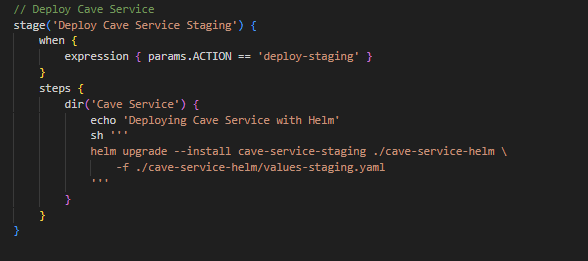 // Deploy Cave Service
stage('Deploy Cave Service Staging') {
    when {
        expression { params.ACTION == 'deploy-staging' }
    }
    steps {
        dir('Cave Service') {
            echo 'Deploying Cave Service with Helm'
            sh '''
            helm upgrade --install cave-service-staging ./cave-service-helm \
                -f ./cave-service-helm/values-staging.yaml
            '''
        }
    }
}